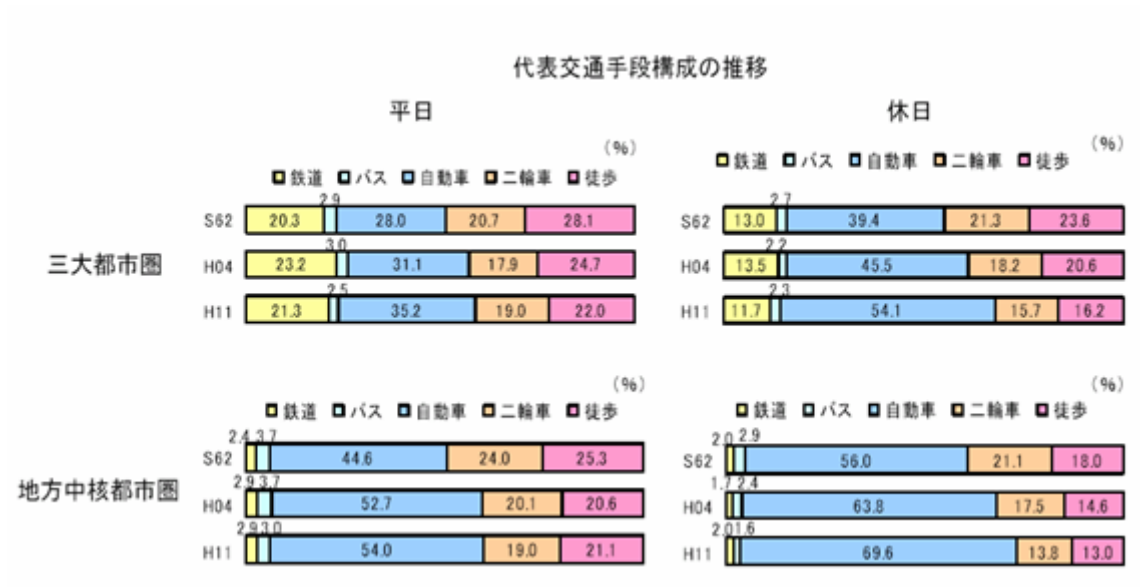 代表交通手段構成の推移
平日
(%)
鉄道 バス 自動車 二輪車 徒歩
三大都市圏
S62 20.3 2.9 28.0 20.7 28.1
H04 23.2 3.0 31.1 17.9 24.7
H11 21.3 2.5 35.2 19.0 22.0
休日
(%)
鉄道 バス 自動車 二輪車 徒歩
S62 13.0 2.7 39.4 21.3 23.6
H04 13.5 2.2 45.5 18.2 20.6
H11 11.7 2.3 54.1 15.7 16.2
(%)
鉄道 バス 自動車 二輪車 徒歩
地方中核都市圏
S62 2.4 3.7 44.6 24.0 25.3
H04 2.9 3.7 52.7 20.1 20.6
H11 2.9 3.0 54.0 19.0 21.1
(%)
鉄道 バス 自動車 二輪車 徒歩
S62 2.0 2.9 56.0 21.1 18.0
H04 1.7 2.4 63.8 17.5 14.6
H11 2.0 1.6 69.6 13.8 13.0